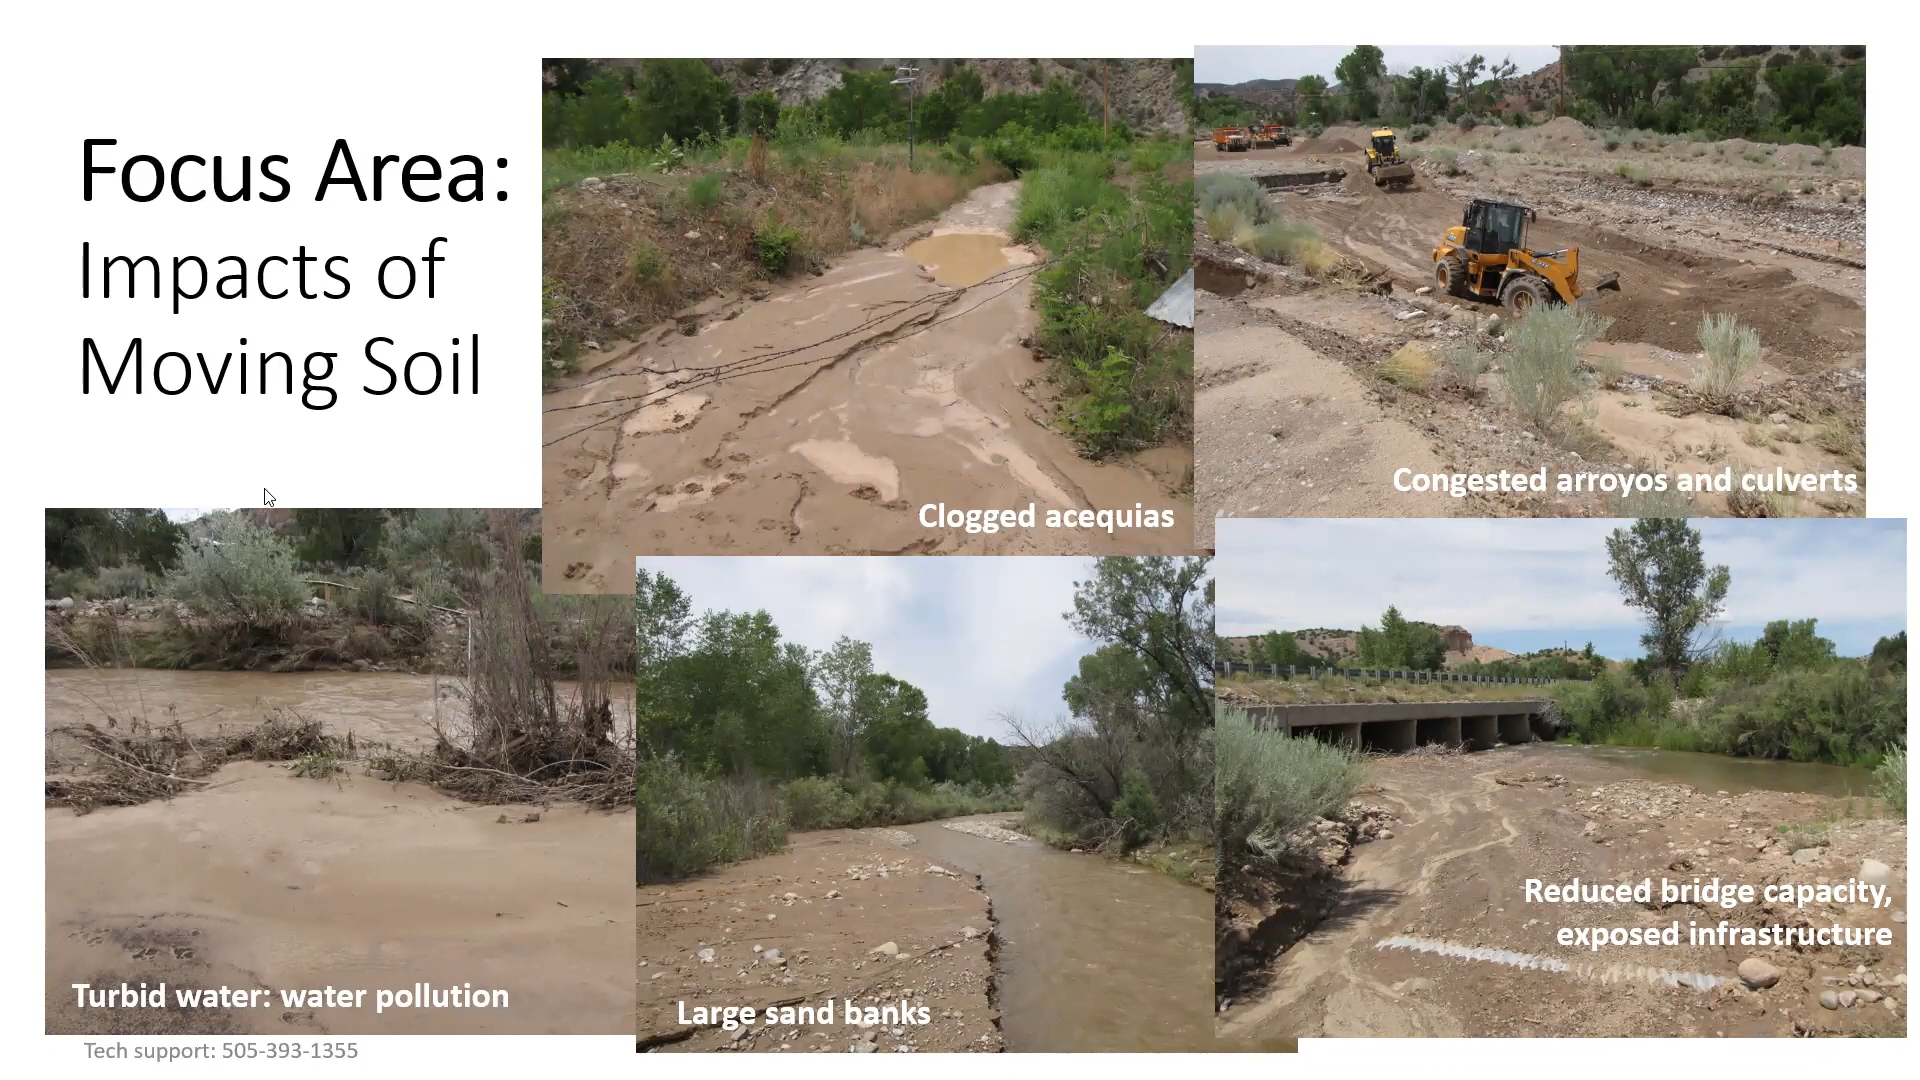 Focus Area:
Impacts of
Moving Soil
Clogged acequias
Congested arroyos and culverts
Turbid water: water pollution
Large sand banks
Reduced bridge capacity,
exposed infrastructure
Tech support: 505-393-1355